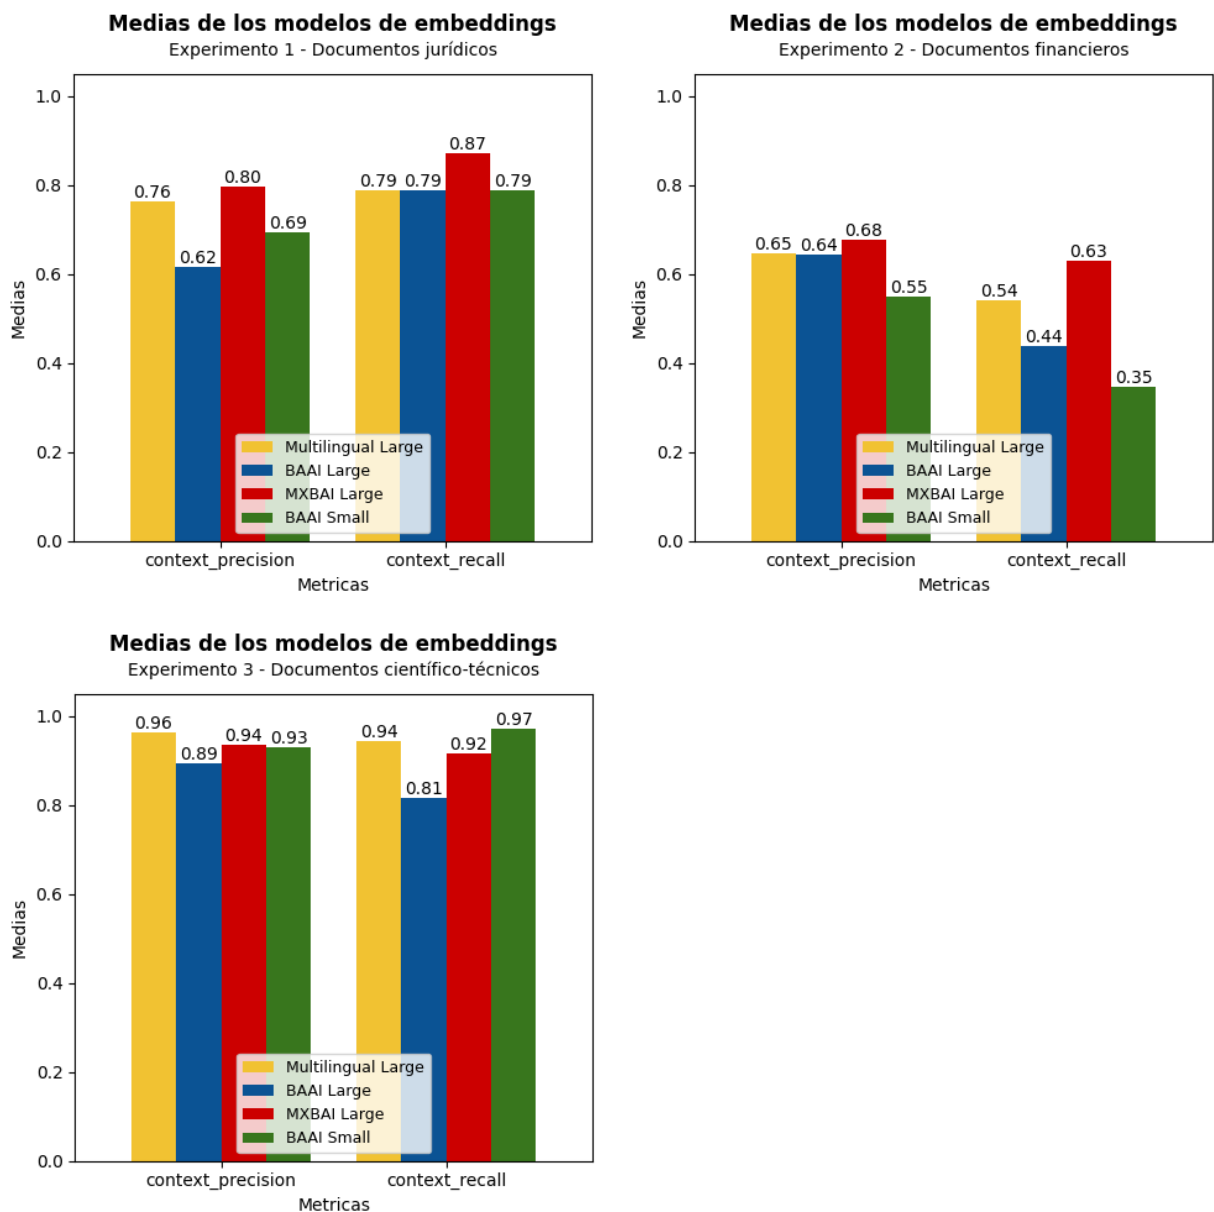 Medias de los modelos de embeddings
Experimento 1 - Documentos jurídicos
1.0
0.8
0.6
0.4
0.2
0.0
Medias
0.76
0.62
0.80
0.69
0.79
0.79
0.87
0.79
Multilingual Large
BAAI Large
MXBAI Large
BAAI Small
context_precision
context_recall
Metricas
Medias de los modelos de embeddings
Experimento 2 - Documentos financieros
1.0
0.8
0.6
0.4
0.2
0.0
Medias
0.65
0.64
0.68
0.55
0.54
0.44
0.63
0.35
Multilingual Large
BAAI Large
MXBAI Large
BAAI Small
context_precision
context_recall
Metricas
Medias de los modelos de embeddings
Experimento 3 - Documentos científico-técnicos
1.0
0.8
0.6
0.4
0.2
0.0
Medias
0.96
0.89
0.94
0.93
0.94
0.81
0.92
0.97
Multilingual Large
BAAI Large
MXBAI Large
BAAI Small
context_precision
context_recall
Metricas